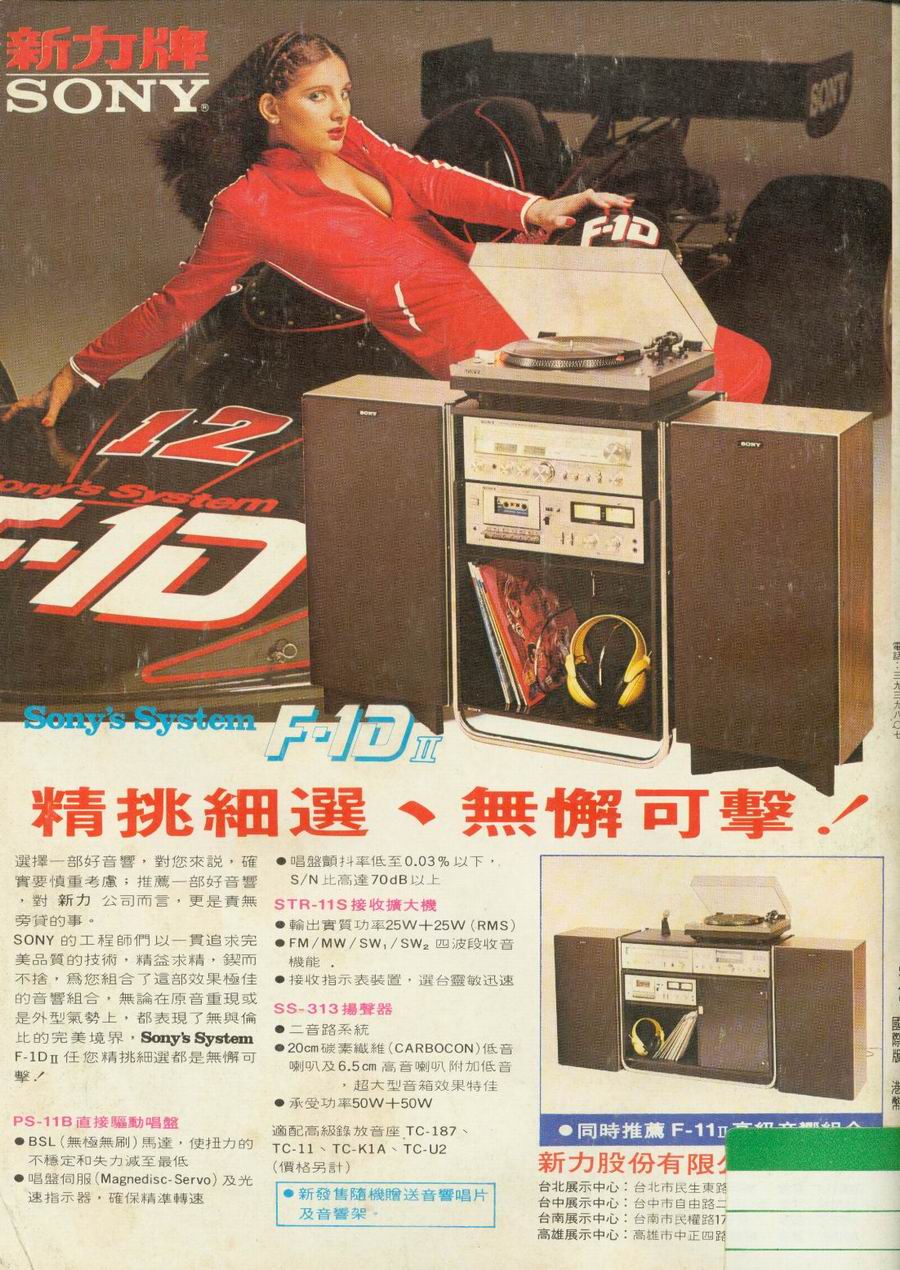 新力牌
SONY®
SONY
F-1D
12
Sony's System
F-1D
SONY
SONY
Sony's System F-1D II
精挑細選、無懈可擊！
選擇一部好音響，對您來說，確
實要慎重考慮；推薦一部好音響
，對 新力 公司而言，更是責無
旁貸的事。
SONY 的工程師們以一貫追求完
美品質的技術，精益求精，鍥而
不捨，為您組合了這部效果極佳
的音響組合，無論在原音重現或
是外型氣勢上，都表現了無與倫
比的完美境界，Sony's System
F-1D II 任您精挑細選都是無懈可
擊！
PS-11B 直接驅動唱盤
●BSL（無極無刷）馬達，使扭力的
不穩定和失力減至最低
●唱盤伺服（Magnedisc-Servo）及光
速指示器，確保精準轉速
●唱盤顫抖率低至0.03％以下，
S/N 比高達70dB以上
STR-11S 接收擴大機
●輸出實質功率25W＋25W（RMS）
●FM/MW/SW₁/SW₂ 四波段收音
機能．
●接收指示表裝置，選台靈敏迅速
SS-313 揚聲器
●二音路系統
●20cm碳素纖維（CARBOCON）低音
喇叭及6.5cm 高音喇叭附加低音
，超大型音箱效果特佳
●承受功率50W＋50W
適配高級錄放音座 TC-187、
TC-11、TC-K1A、TC-U2
（價格另計）
●新發售隨機贈送音響唱片
及音響架。
●同時推薦 F-11 II 高級音響組合
新力股份有限
台北展示中心：台北市民生東路
台中展示中心：台中市自由路二
台南展示中心：台南市民權路17
高雄展示中心：高雄市中正四路
國際版 港幣